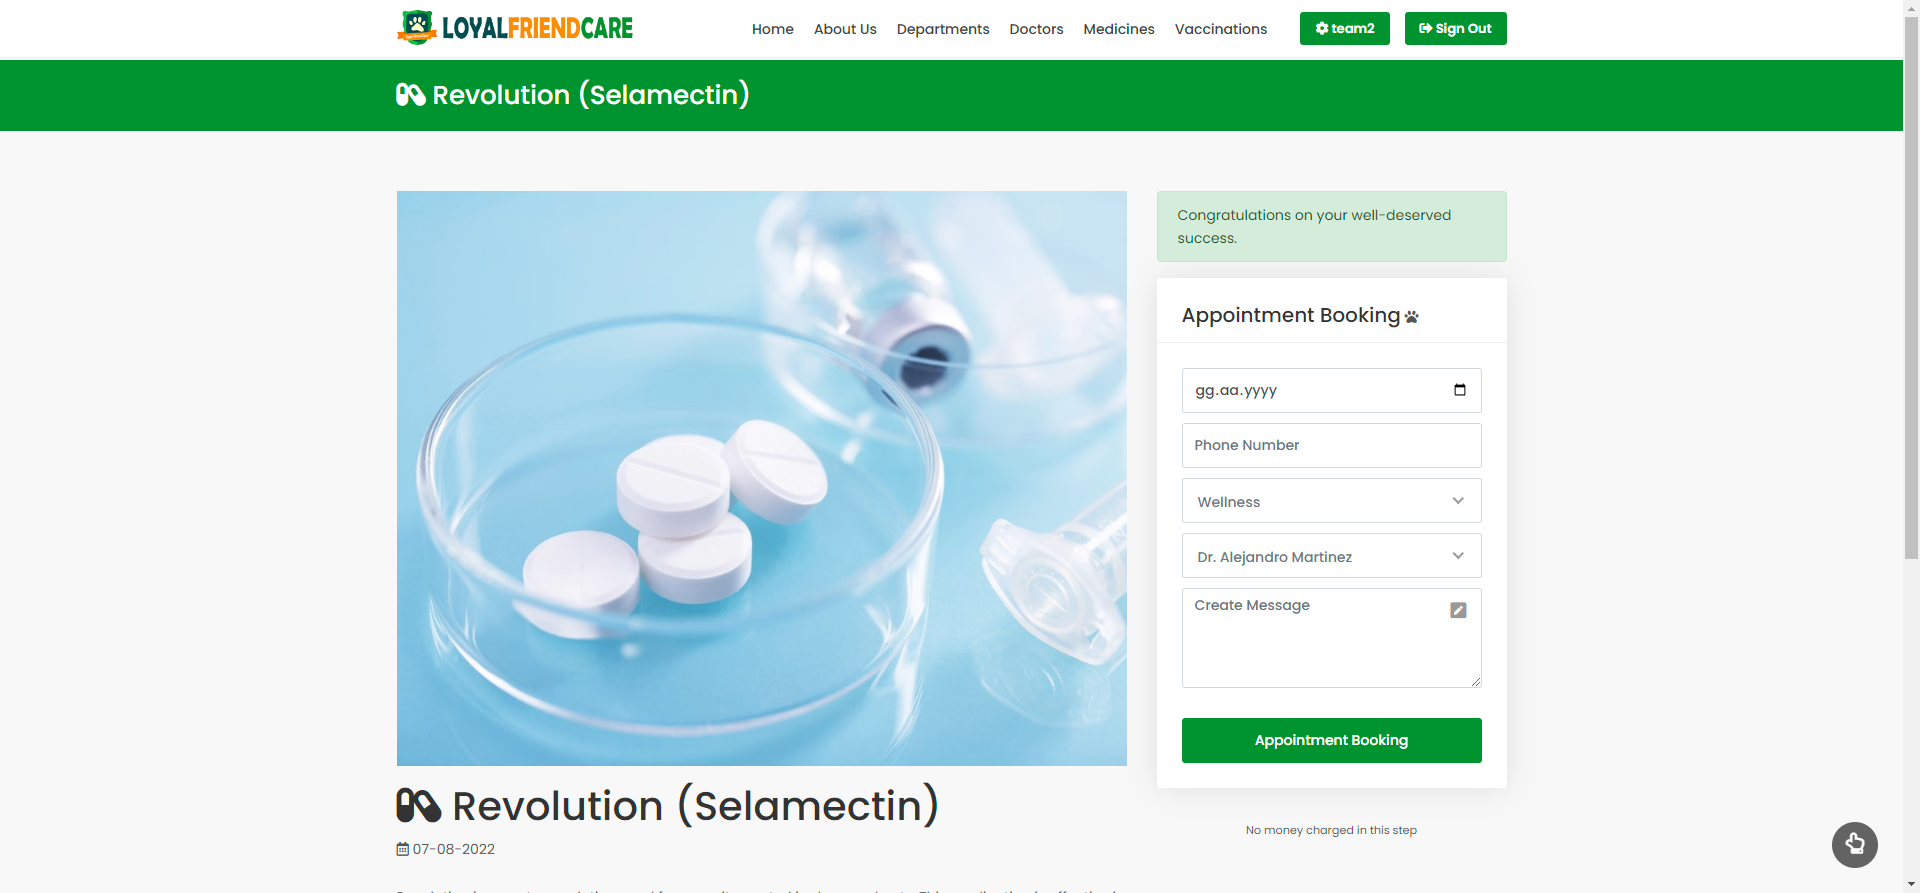 LOYALFRIENDCARE
Home
About Us
Departments
Doctors
Medicines
Vaccinations
team2
Sign Out
Revolution (Selamectin)
Congratulations on your well-deserved
success.
Appointment Booking
gg.aa.yyyy
Phone Number
Wellness
Dr. Alejandro Martinez
Create Message
Appointment Booking
No money charged in this step
Revolution (Selamectin)
07-08-2022